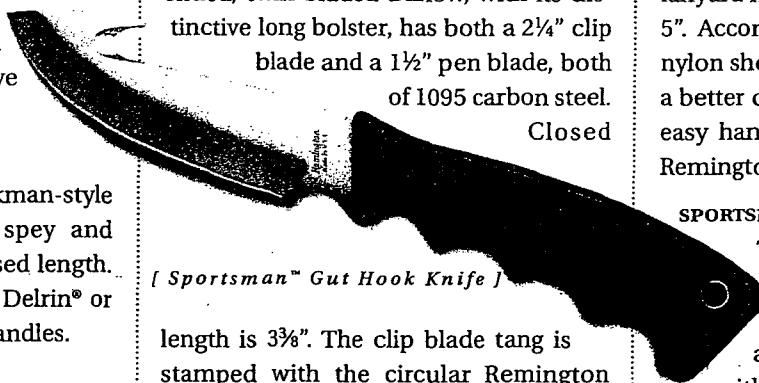 tinctive long bolster, has both a 2¼” clip
blade and a 1½” pen blade, both
of 1095 carbon steel.
Closed
[ Sportsman™ Gut Hook Knife ]
length is 3⅜”. The clip blade tang is
stamped with the circular Remington
kman-style
spey and
sed length.
Delrin® or
andles.
5”. Accor
nylon she
a better c
easy han
Remingto
SPORTS